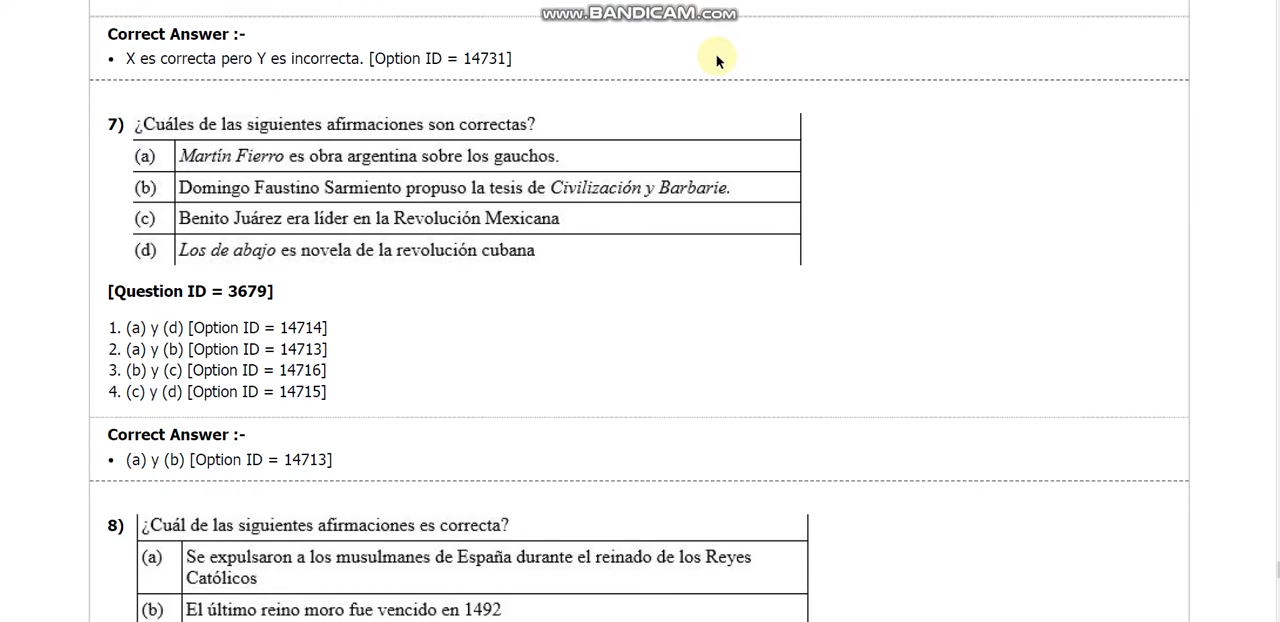 www.BANDICAM.com
Correct Answer :-
• X es correcta pero Y es incorrecta. [Option ID = 14731]
7) ¿Cuáles de las siguientes afirmaciones son correctas?
(a) Martín Fierro es obra argentina sobre los gauchos.
(b) Domingo Faustino Sarmiento propuso la tesis de Civilización y Barbarie.
(c) Benito Juárez era líder en la Revolución Mexicana
(d) Los de abajo es novela de la revolución cubana
[Question ID = 3679]
1. (a) y (d) [Option ID = 14714]
2. (a) y (b) [Option ID = 14713]
3. (b) y (c) [Option ID = 14716]
4. (c) y (d) [Option ID = 14715]
Correct Answer :-
• (a) y (b) [Option ID = 14713]
8) ¿Cuál de las siguientes afirmaciones es correcta?
(a) Se expulsaron a los musulmanes de España durante el reinado de los Reyes
Católicos
(b) El último reino moro fue vencido en 1492